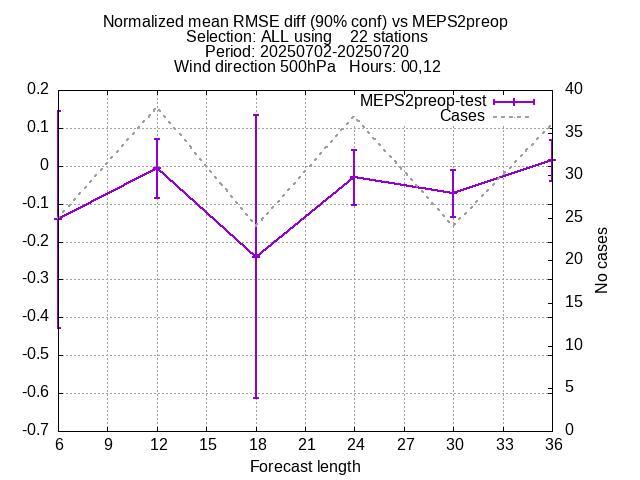 Normalized mean RMSE diff (90% conf) vs MEPS2preop
Selection: ALL using    22 stations
Period: 20250702-20250720
Wind direction 500hPa   Hours: 00,12
MEPS2preop-test
Cases
0.2
0.1
0
-0.1
-0.2
-0.3
-0.4
-0.5
-0.6
-0.7
40
35
30
25
20
15
10
5
0
No cases
6 9 12 15 18 21 24 27 30 33 36
Forecast length